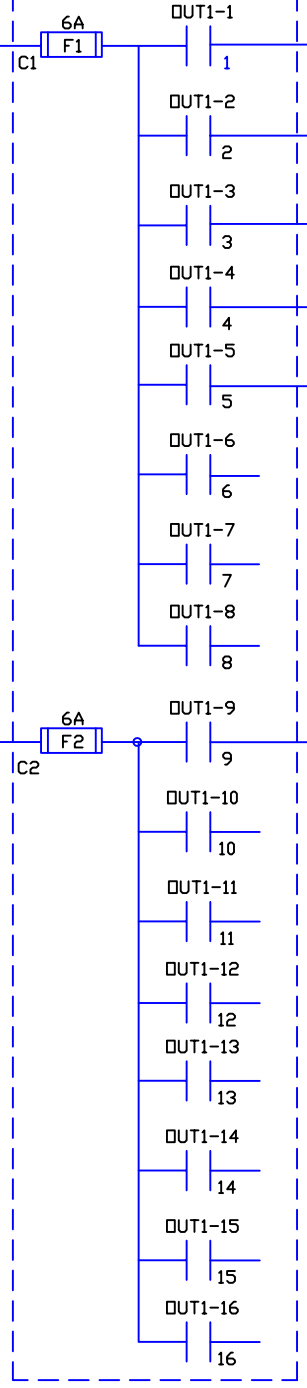 OUT1-1
6A
F1
C1
1
OUT1-2
2
OUT1-3
3
OUT1-4
4
OUT1-5
5
OUT1-6
6
OUT1-7
7
OUT1-8
8
OUT1-9
6A
F2
C2
9
OUT1-10
10
OUT1-11
11
OUT1-12
12
OUT1-13
13
OUT1-14
14
OUT1-15
15
OUT1-16
16